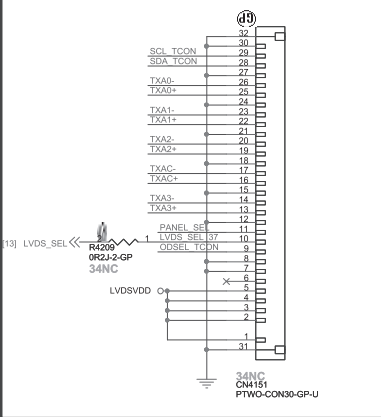 GP
32
30
SCL_TCON 29
SDA_TCON 28
27
TXA0- 26
TXA0+ 25
24
TXA1- 23
TXA1+ 22
21
TXA2- 20
TXA2+ 19
18
TXAC- 17
TXAC+ 16
15
TXA3- 14
TXA3+ 13
12
PANEL_SEL 11
[13] LVDS_SEL 1 LVDS_SEL_37 10
R4209 ODSEL_TCON 9
0R2J-2-GP 8
34NC 7
6
LVDSVDD 5
4
3
2
1
31
34NC
CN4151
PTWO-CON30-GP-U